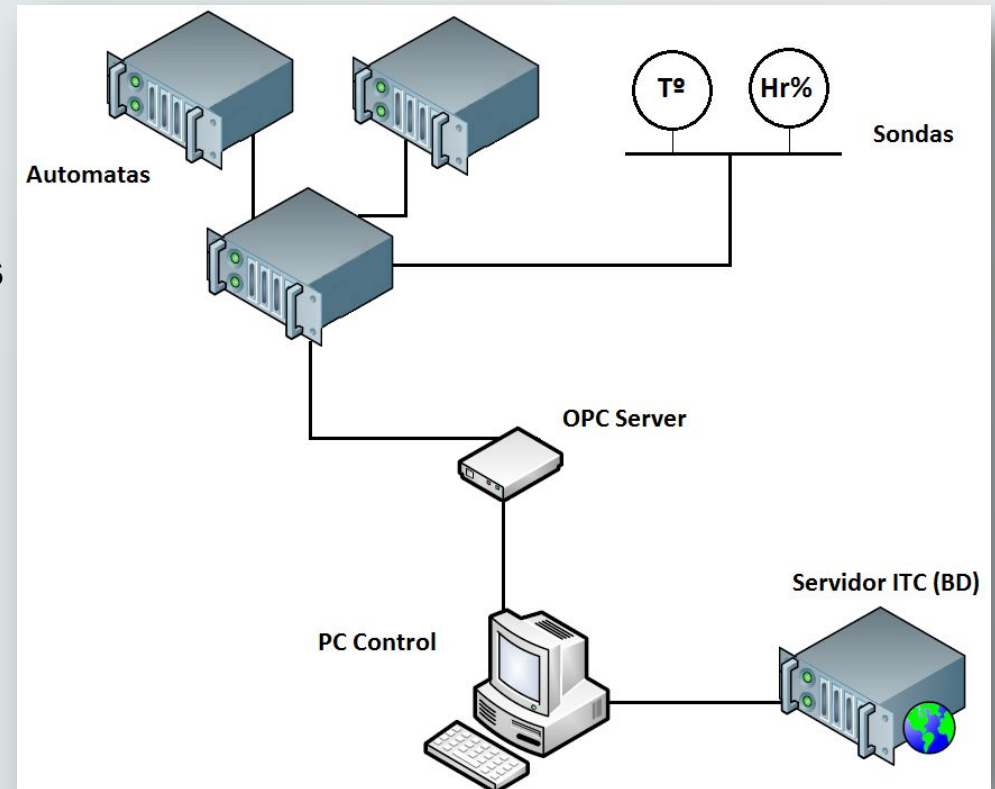 Tº
Hr%
Sondas
Automatas
s
OPC Server
Servidor ITC (BD)
PC Control